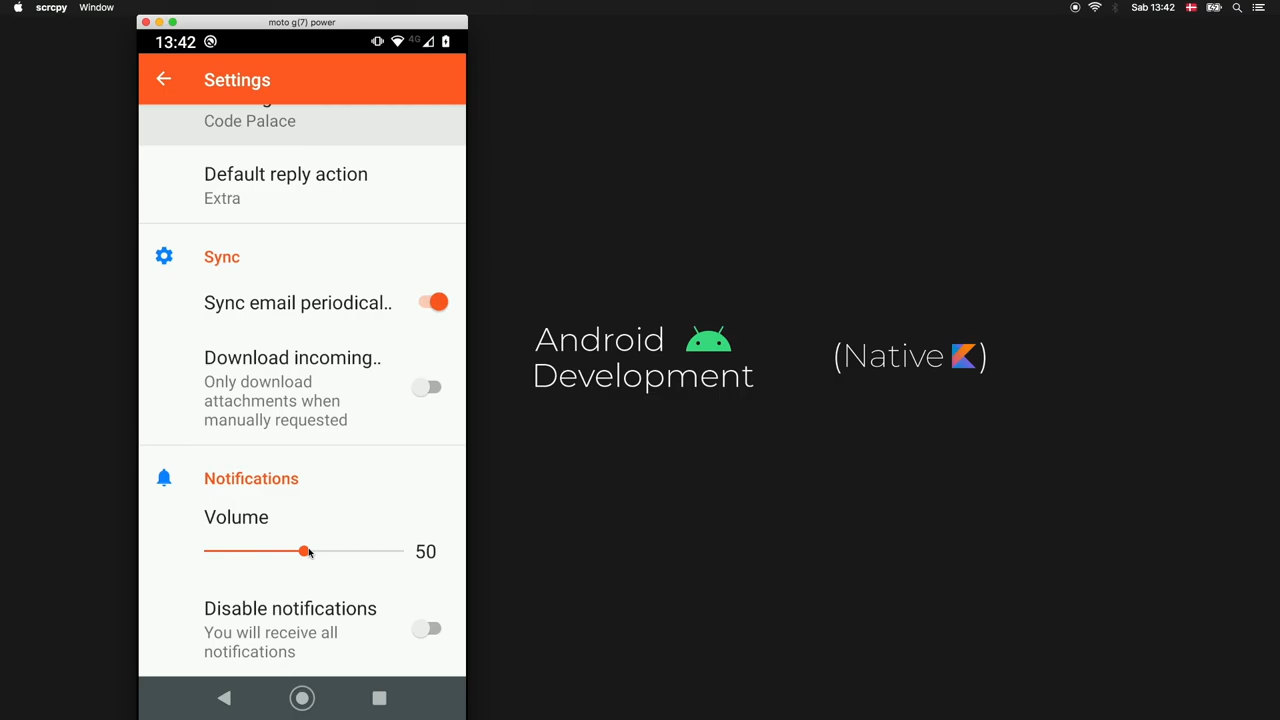 scrcpy Window
Sab 13:42
moto g(7) power
13:42
4G
Settings
Code Palace
Default reply action
Extra
Sync
Sync email periodical..
Download incoming..
Only download
attachments when
manually requested
Notifications
Volume
50
Disable notifications
You will receive all
notifications
Android
Development
(Native )